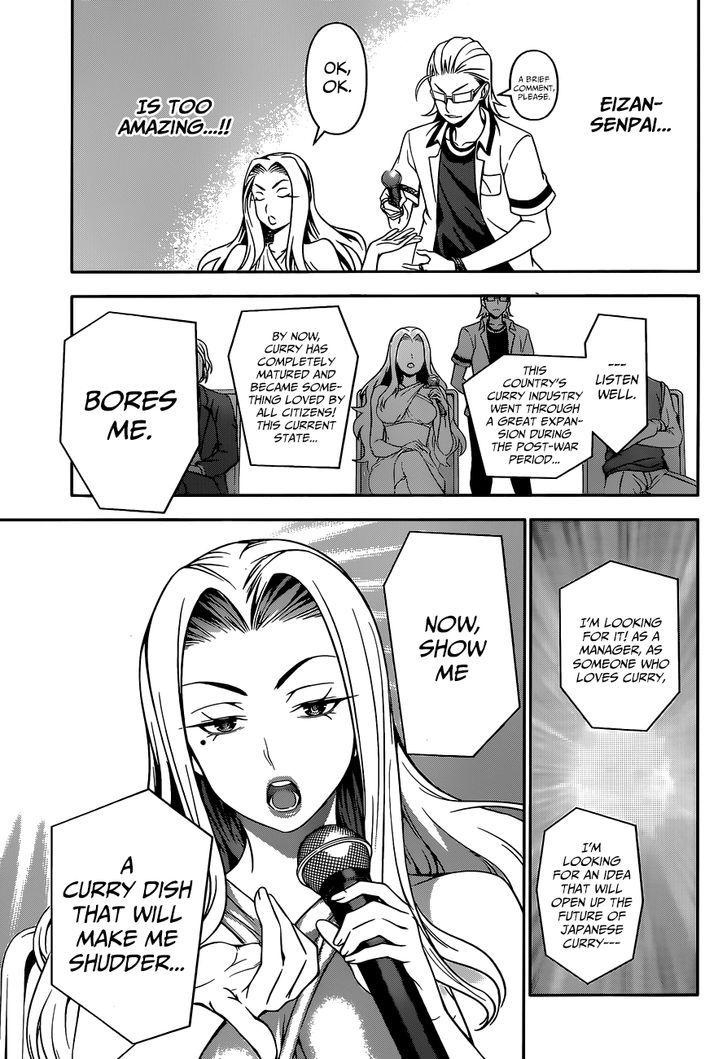 EIZAN-
SENPAI...
A BRIEF
COMMENT,
PLEASE.
OK,
OK.
IS TOO
AMAZING...!!
---
LISTEN
WELL.
THIS
COUNTRY'S
CURRY INDUSTRY
WENT THROUGH
A GREAT EXPAN-
SION DURING
THE POST-WAR
PERIOD...
BY NOW,
CURRY HAS
COMPLETELY
MATURED AND
BECAME SOME-
THING LOVED BY
ALL CITIZENS!
THIS CURRENT
STATE...
BORES
ME.
I'M LOOKING
FOR IT! AS A
MANAGER, AS
SOMEONE WHO
LOVES CURRY,
I'M
LOOKING
FOR AN IDEA
THAT WILL
OPEN UP THE
FUTURE OF
JAPANESE
CURRY---
NOW,
SHOW
ME
A
CURRY DISH
THAT WILL
MAKE ME
SHUDDER...